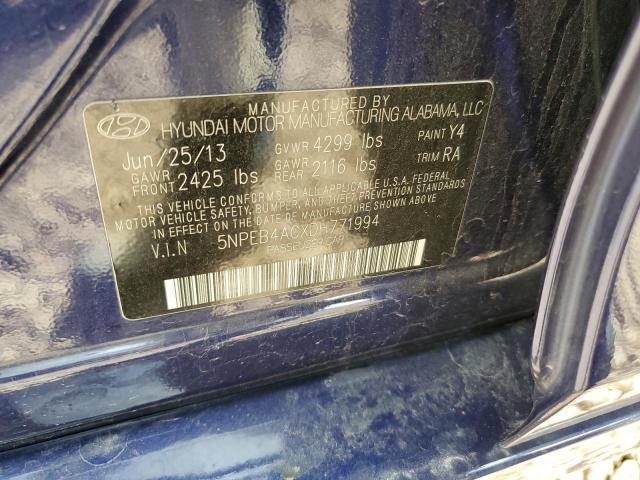 MANUFACTURED BY
HYUNDAI MOTOR MANUFACTURING ALABAMA, LLC
Jun/25/13 GVWR 4299 lbs PAINT Y4
GAWR FRONT 2425 lbs GAWR REAR 2116 lbs TRIM RA
THIS VEHICLE CONFORMS TO ALL APPLICABLE U.S.A. FEDERAL
MOTOR VEHICLE SAFETY, BUMPER, AND THEFT PREVENTION STANDARDS
IN EFFECT ON THE DATE OF MANUFACTURE SHOWN ABOVE.
V.I.N 5NPEB4ACXDH771994
PASSENGER CAR